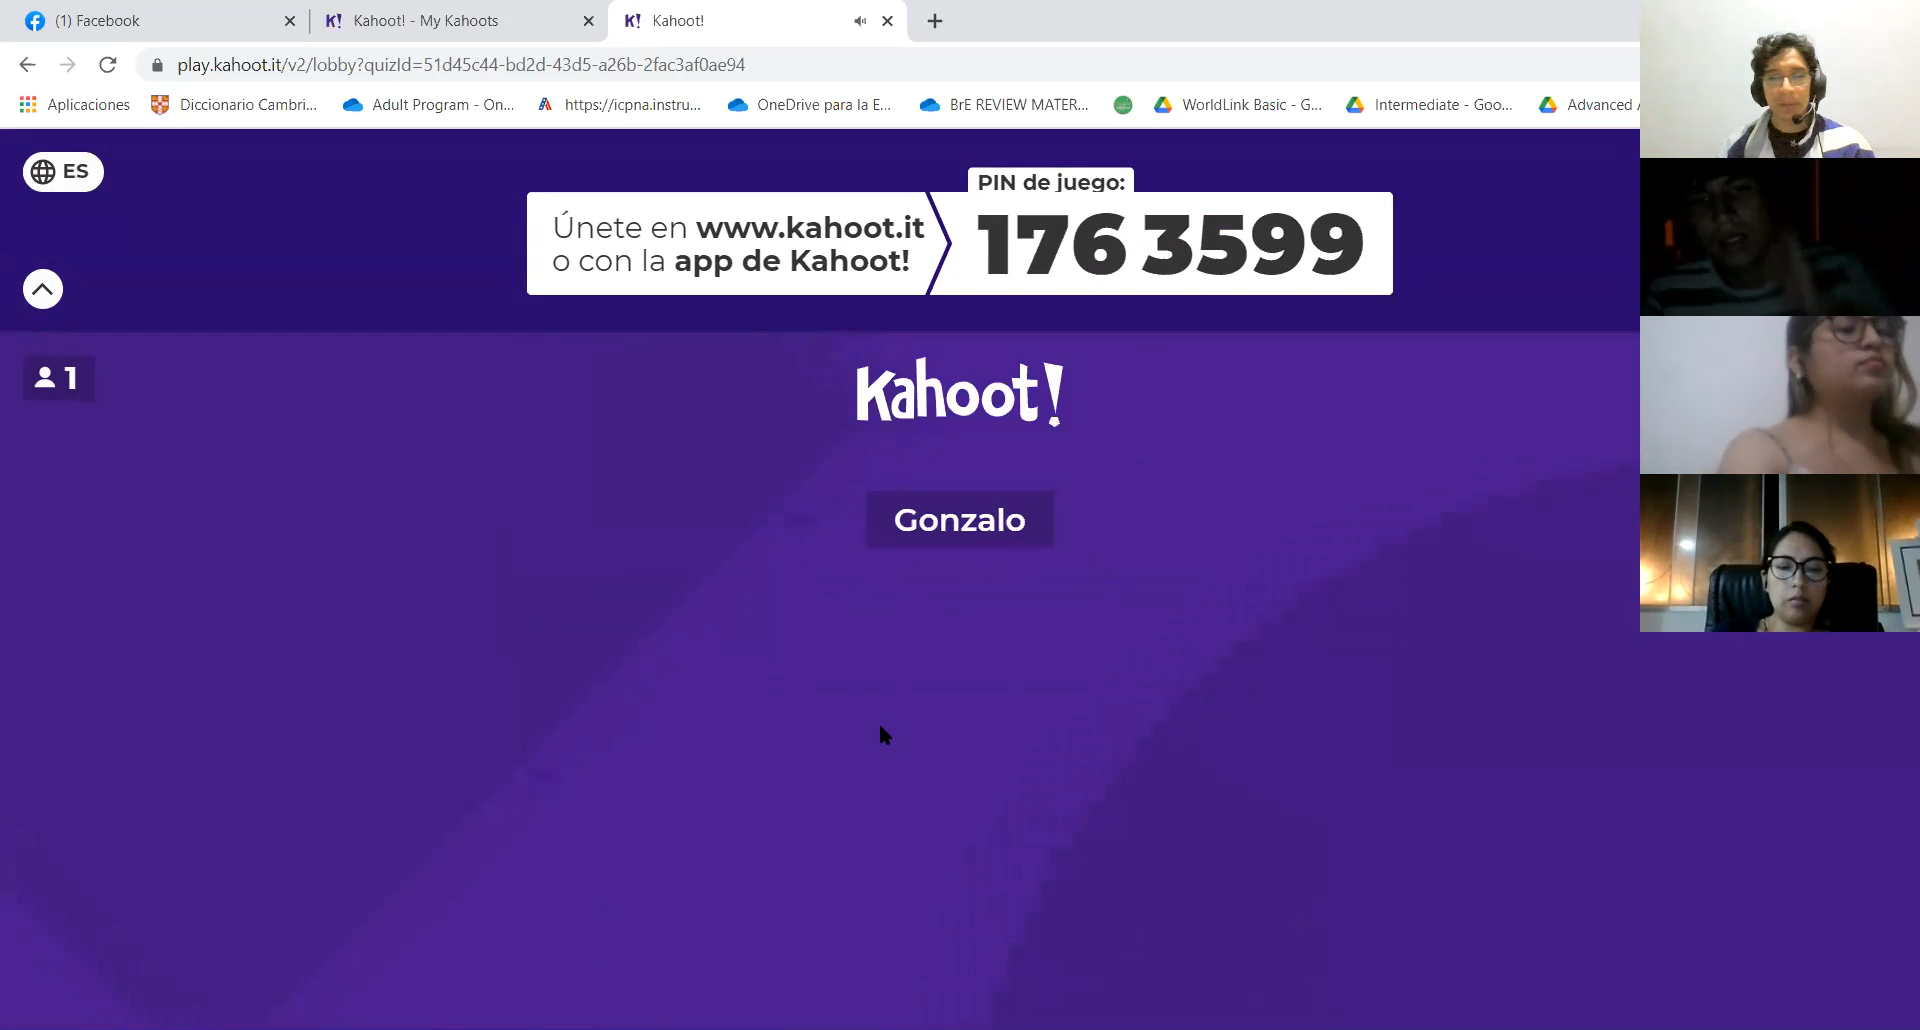 (1) Facebook
Kahoot! - My Kahoots
Kahoot!
play.kahoot.it/v2/lobby?quizId=51d45c44-bd2d-43d5-a26b-2fac3af0ae94
Aplicaciones
Diccionario Cambri...
Adult Program - On...
https://icpna.instru...
OneDrive para la E...
BrE REVIEW MATER...
WorldLink Basic - G...
Intermediate - Goo...
Advanced
ES
PIN de juego:
Únete en www.kahoot.it
o con la app de Kahoot!
176 3599
1
Kahoot!
Gonzalo